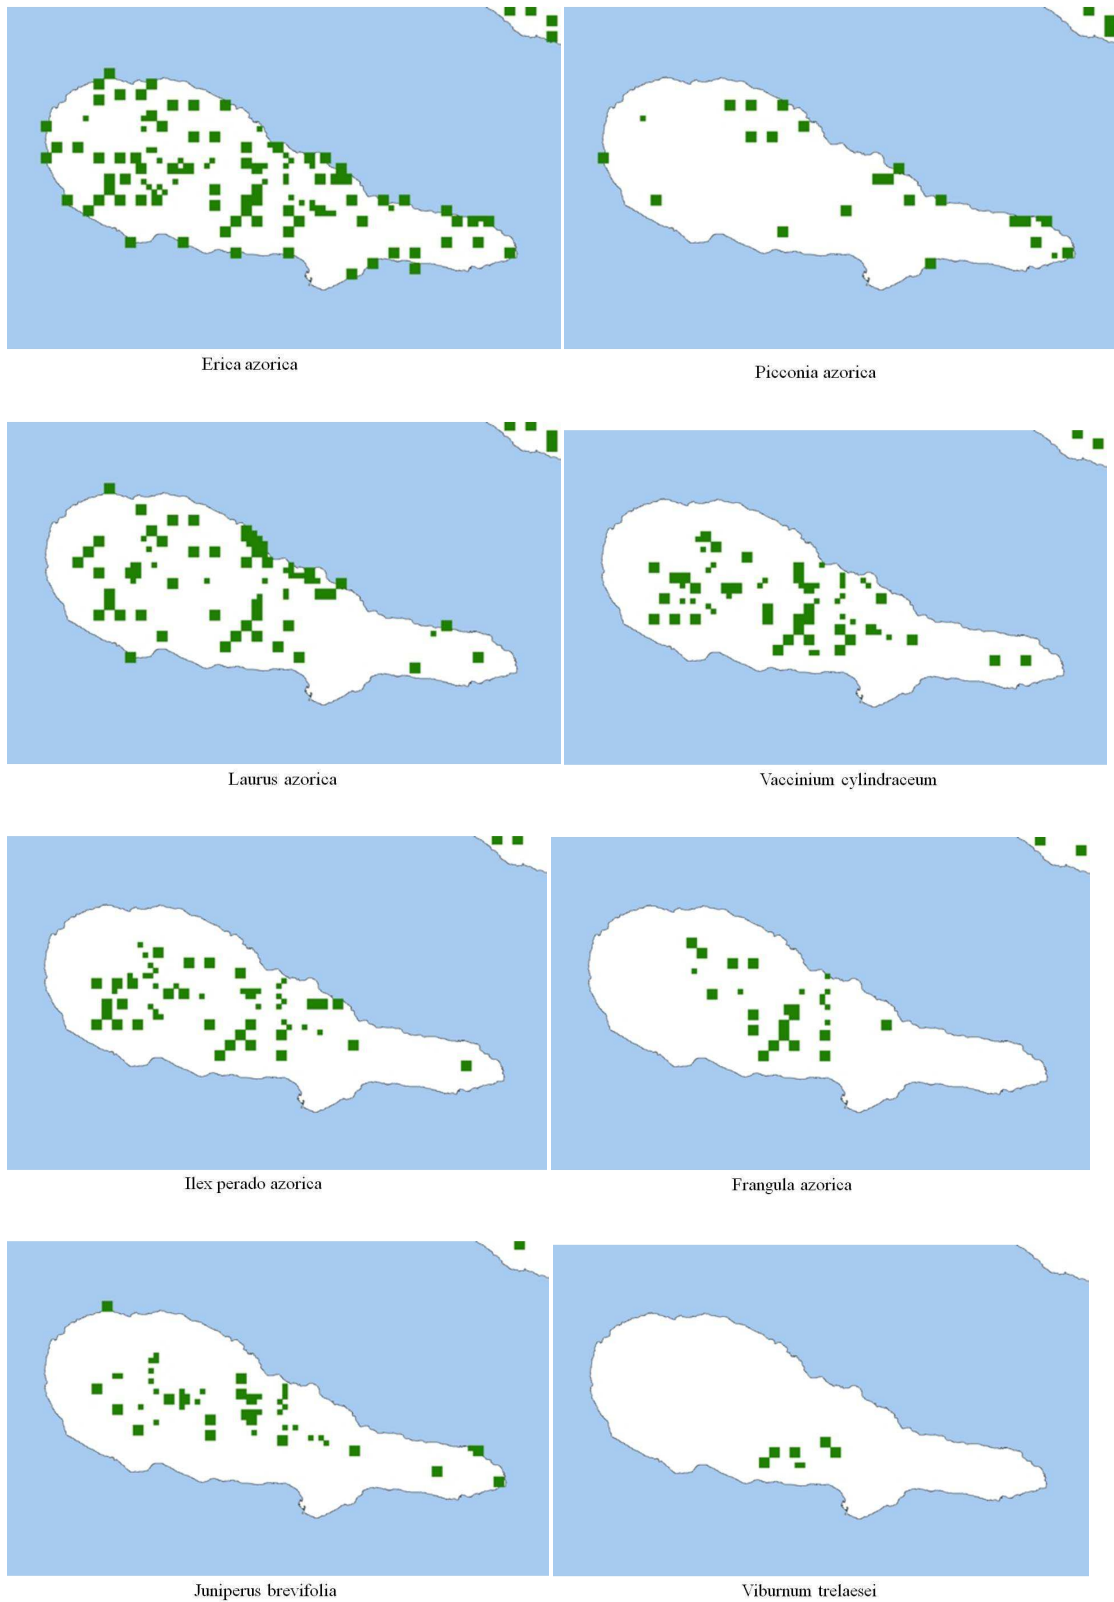 Erica azorica
Picconia azorica
Laurus azorica
Vaccinium cylindraceum
Ilex perado azorica
Frangula azorica
Juniperus brevifolia
Viburnum trelaesei